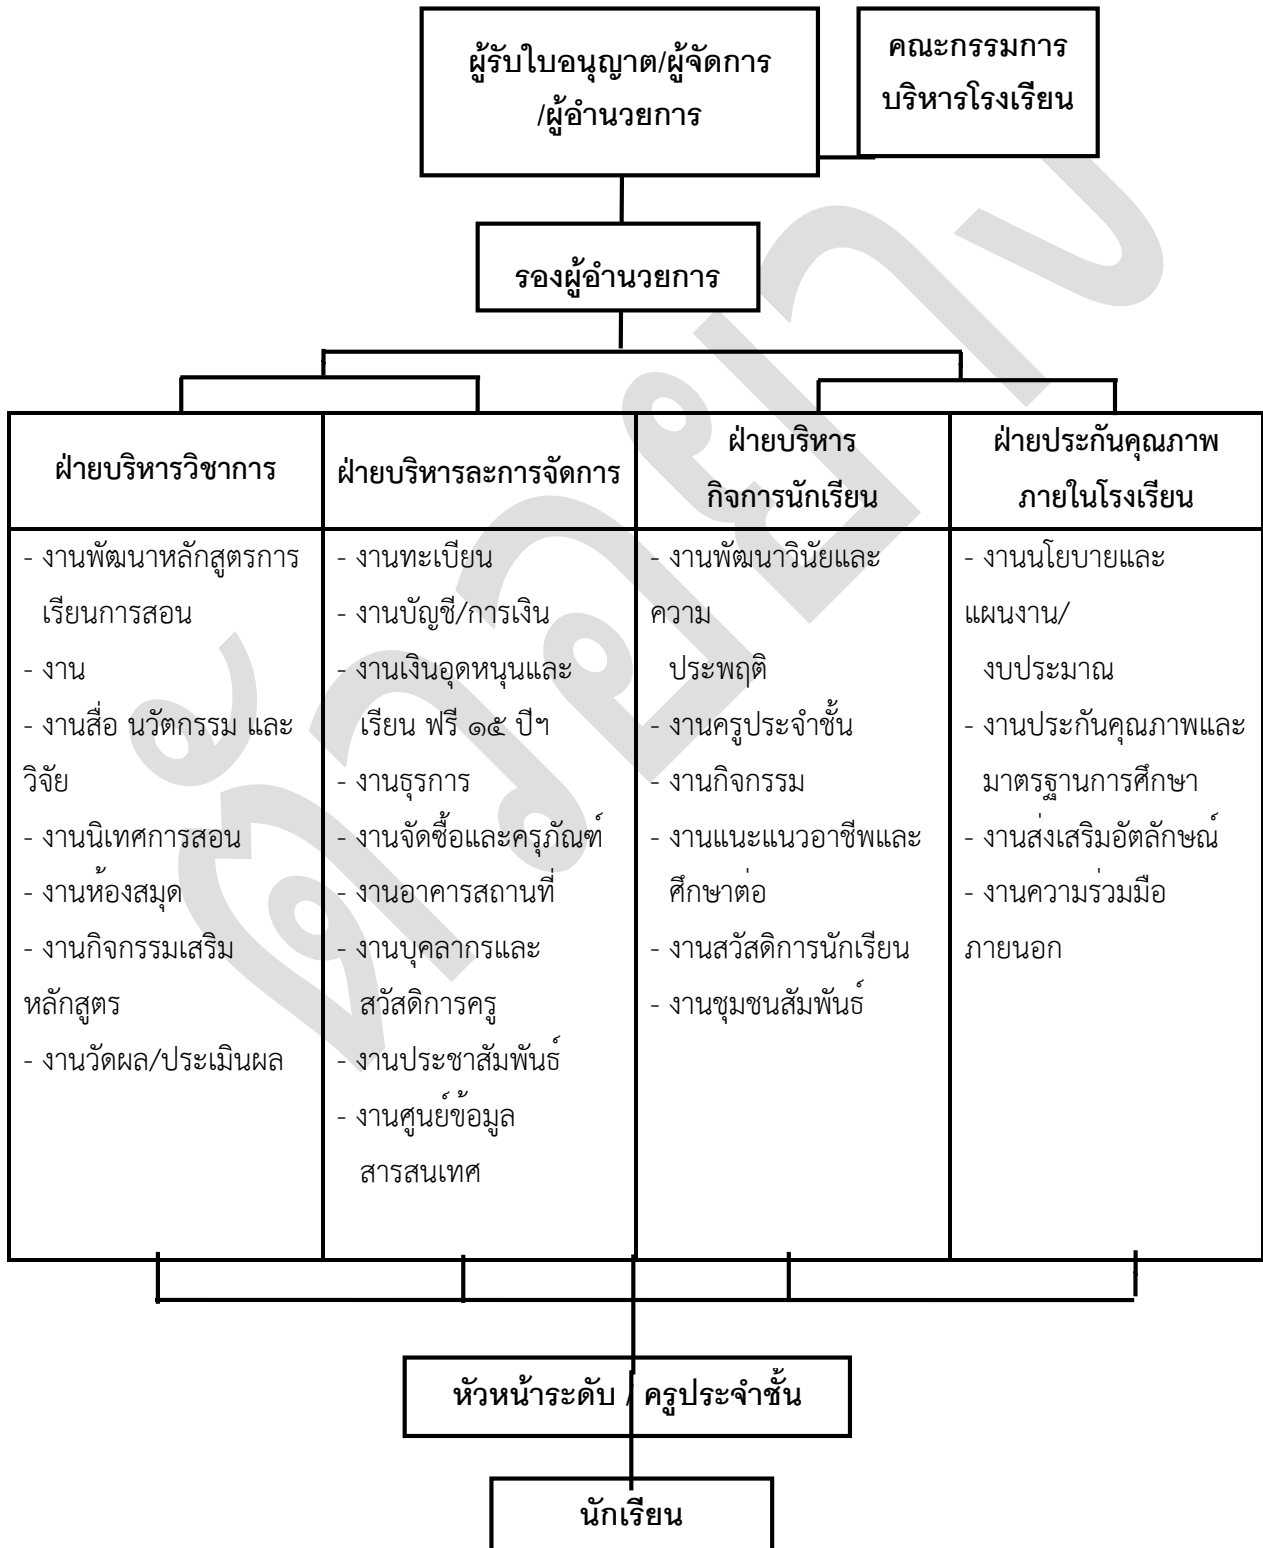 ผู้รับใบอนุญาต/ผู้จัดการ
/ผู้อำนวยการ
คณะกรรมการ
บริหารโรงเรียน
รองผู้อำนวยการ
ฝ่ายบริหารวิชาการ
- งานพัฒนาหลักสูตรการ
เรียนการสอน
- งาน
- งานสื่อ นวัตกรรม และ
วิจัย
- งานนิเทศการสอน
- งานห้องสมุด
- งานกิจกรรมเสริม
หลักสูตร
- งานวัดผล/ประเมินผล
ฝ่ายบริหารละการจัดการ
- งานทะเบียน
- งานบัญชี/การเงิน
- งานเงินอุดหนุนและ
เรียน ฟรี ๑๕ ปีฯ
- งานธุรการ
- งานจัดซื้อและครุภัณฑ์
- งานอาคารสถานที่
- งานบุคลากรและ
สวัสดิการครู
- งานประชาสัมพันธ์
- งานศูนย์ข้อมูล
สารสนเทศ
ฝ่ายบริหาร
กิจการนักเรียน
- งานพัฒนาวินัยและ
ความ
ประพฤติ
- งานครูประจำชั้น
- งานกิจกรรม
- งานแนะแนวอาชีพและ
ศึกษาต่อ
- งานสวัสดิการนักเรียน
- งานชุมชนสัมพันธ์
ฝ่ายประกันคุณภาพ
ภายในโรงเรียน
- งานนโยบายและ
แผนงาน/
งบประมาณ
- งานประกันคุณภาพและ
มาตรฐานการศึกษา
- งานส่งเสริมอัตลักษณ์
- งานความร่วมมือ
ภายนอก
หัวหน้าระดับ / ครูประจำชั้น
นักเรียน
ตัวอย่าง